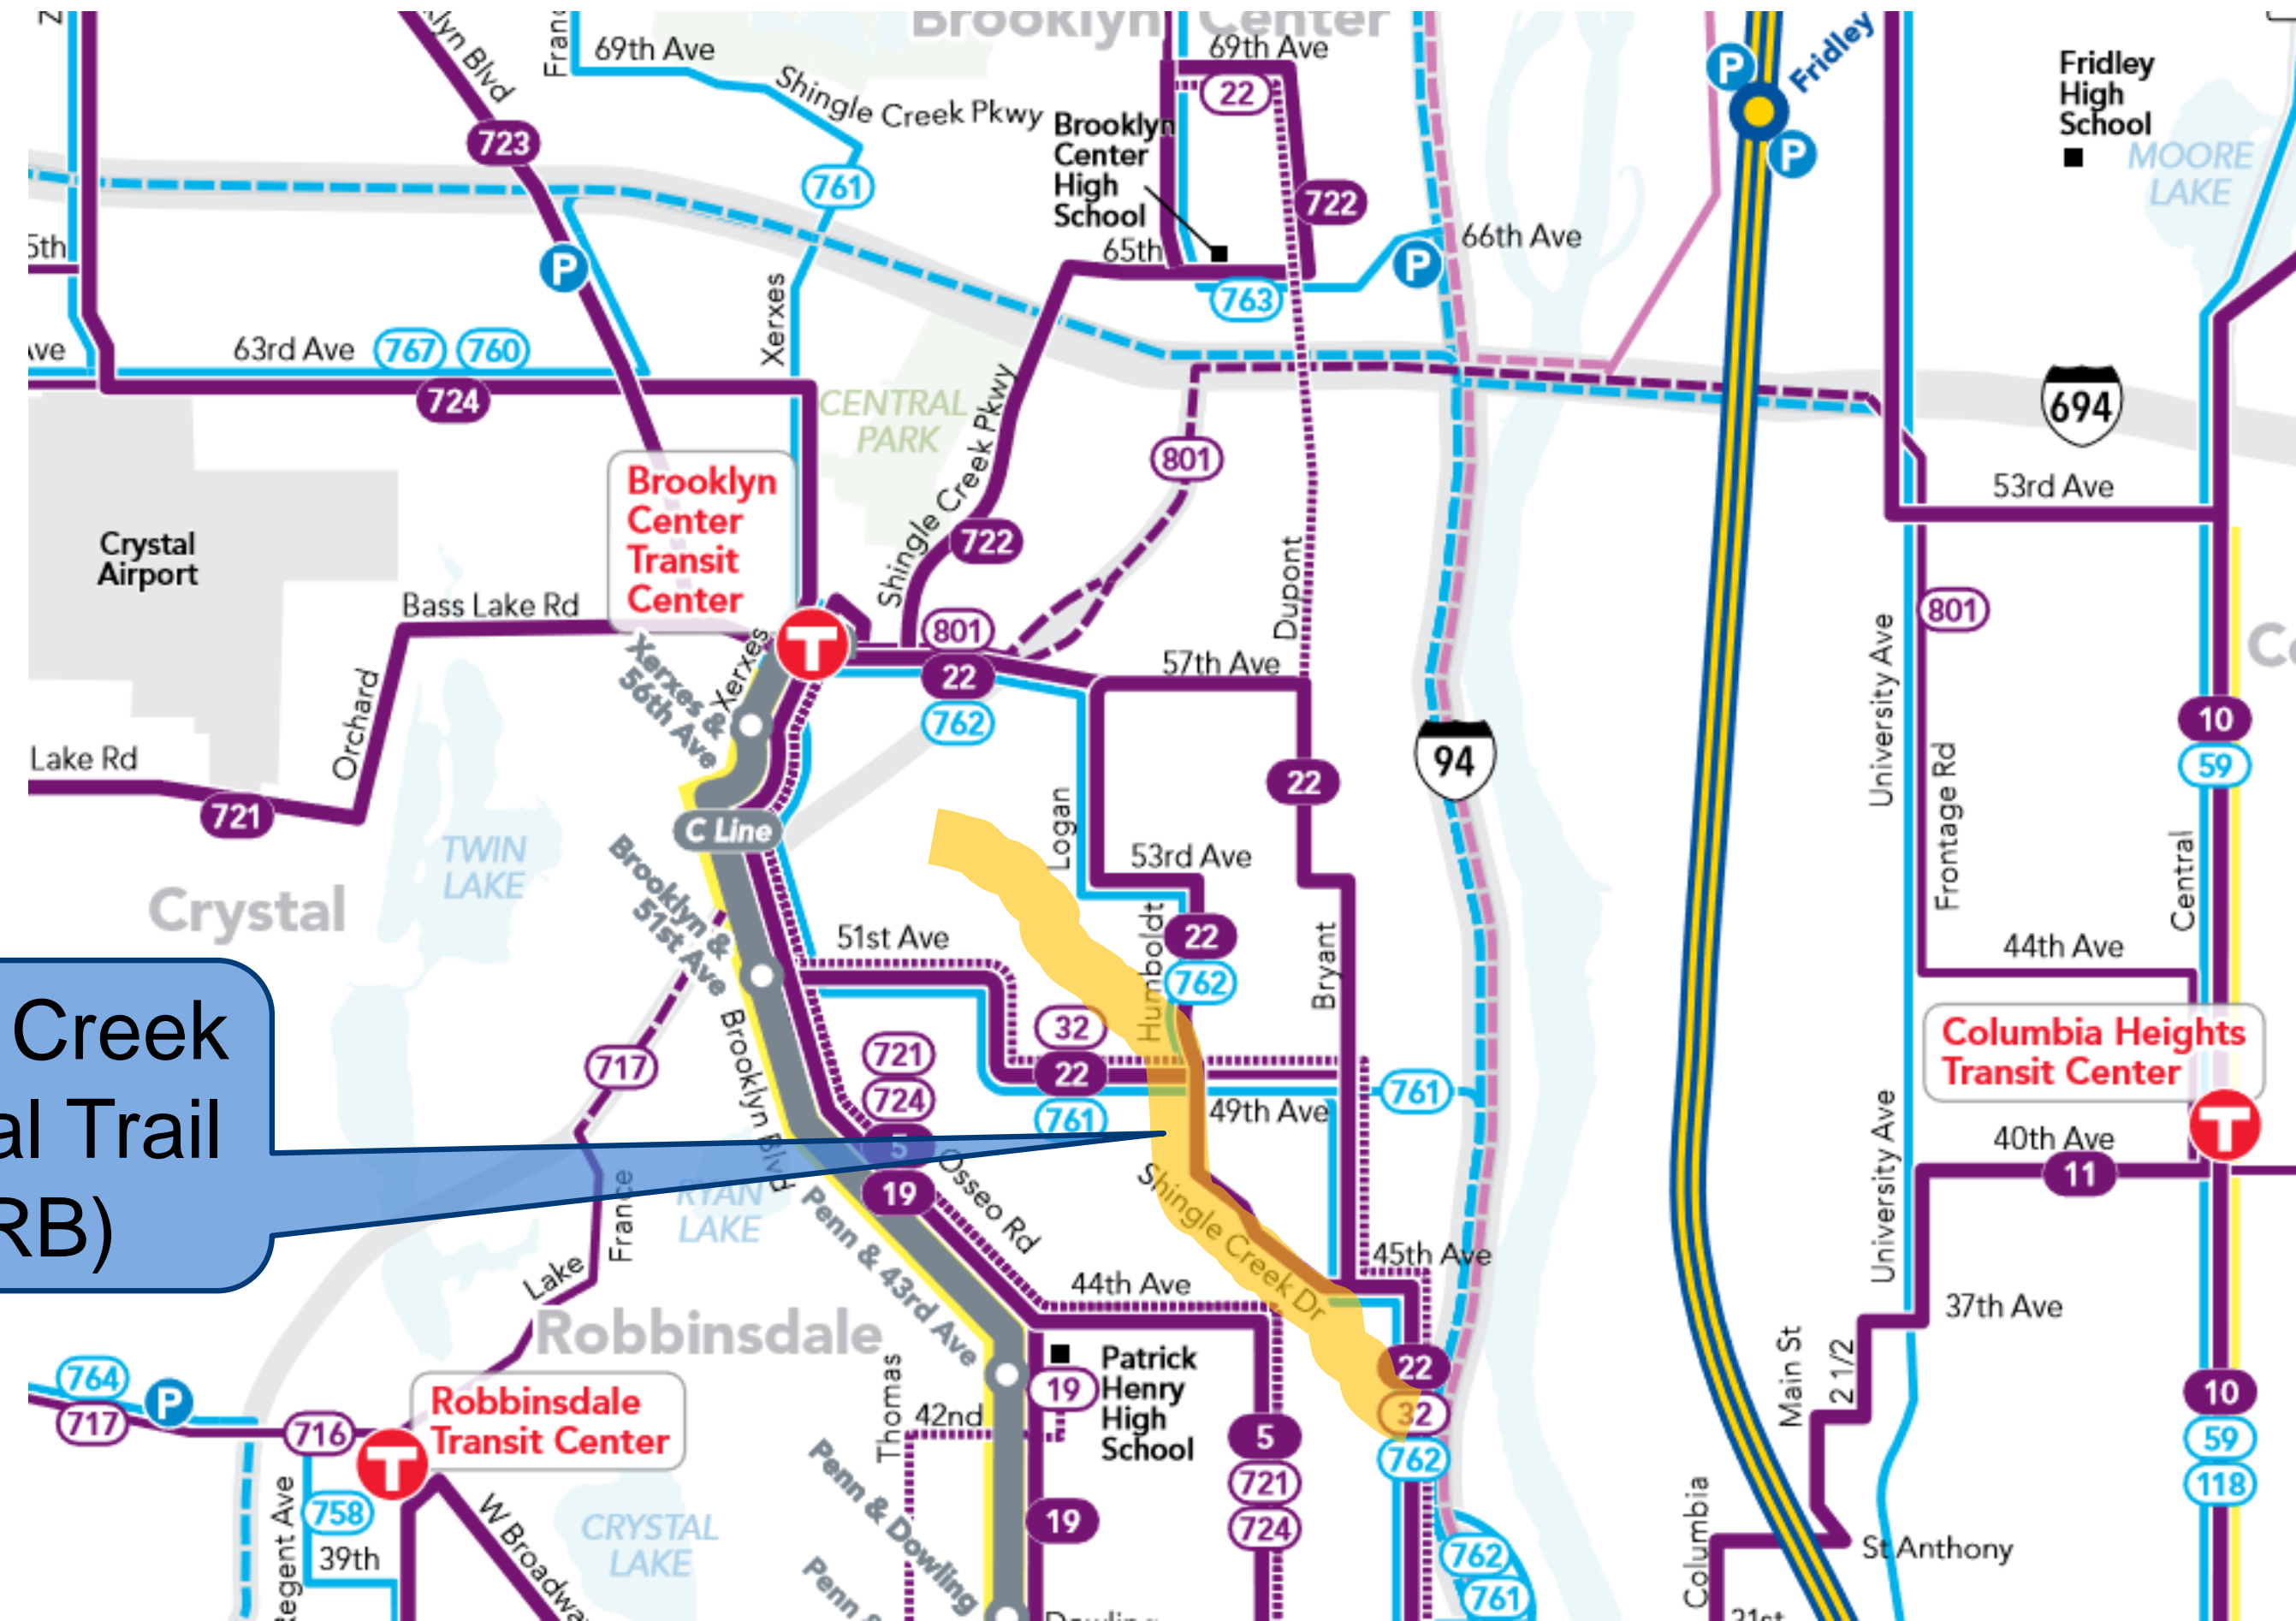 Brooklyn Center
69th Ave
Shingle Creek Pkwy
69th Ave
22
Fridley
P
P
Fridley
High
School
MOORE
LAKE
723
761
Brooklyn
Center
High
School
722
65th
66th Ave
P
P
763
Xerxes
63rd Ave
767
760
724
CENTRAL
PARK
Shingle Creek Pkwy
801
694
53rd Ave
Brooklyn
Center
Transit
Center
Crystal
Airport
722
Dupont
Bass Lake Rd
T
801
22
762
57th Ave
University Ave
801
Xerxes
Xerxes &
56th Ave
Orchard
Lake Rd
721
94
22
10
59
Frontage Rd
Central
C Line
TWIN
LAKE
Crystal
Logan
53rd Ave
Brooklyn &
51st Ave
51st Ave
Humboldt
22
762
Bryant
44th Ave
Columbia Heights
Transit Center
T
Creek
Trail
717
Brooklyn Blvd
721
724
5
19
32
22
761
49th Ave
761
University Ave
40th Ave
11
France
RYAN
LAKE
Osseo Rd
Shingle Creek Dr
Penn & 43rd Ave
Lake
44th Ave
45th Ave
37th Ave
Robbinsdale
Main St
2 1/2
764
717
P
716
Robbinsdale
Transit Center
T
Thomas
42nd
19
Patrick
Henry
High
School
22
32
762
5
721
724
10
59
118
758
39th
Regent Ave
W Broadway
CRYSTAL
LAKE
Penn & Dowling
19
762
761
Columbia
St Anthony